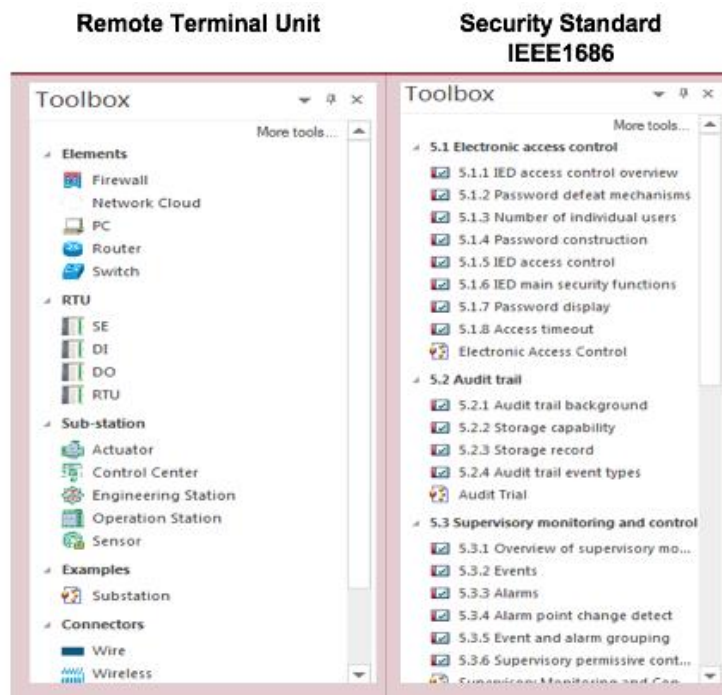 Remote Terminal Unit
Toolbox
More tools...
Elements
Firewall
Network Cloud
PC
Router
Switch
RTU
SE
DI
DO
RTU
Sub-station
Actuator
Control Center
Engineering Station
Operation Station
Sensor
Examples
Substation
Connectors
Wire
Wireless
Security Standard
IEEE1686
Toolbox
More tools...
5.1 Electronic access control
5.1.1 IED access control overview
5.1.2 Password defeat mechanisms
5.1.3 Number of individual users
5.1.4 Password construction
5.1.5 IED access control
5.1.6 IED main security functions
5.1.7 Password display
5.1.8 Access timeout
Electronic Access Control
5.2 Audit trail
5.2.1 Audit trail background
5.2.2 Storage capability
5.2.3 Storage record
5.2.4 Audit trail event types
Audit Trial
5.3 Supervisory monitoring and control
5.3.1 Overview of supervisory mo...
5.3.2 Events
5.3.3 Alarms
5.3.4 Alarm point change detect
5.3.5 Event and alarm grouping
5.3.6 Supervisory permissive cont...
Supervisory Monitoring and Con...